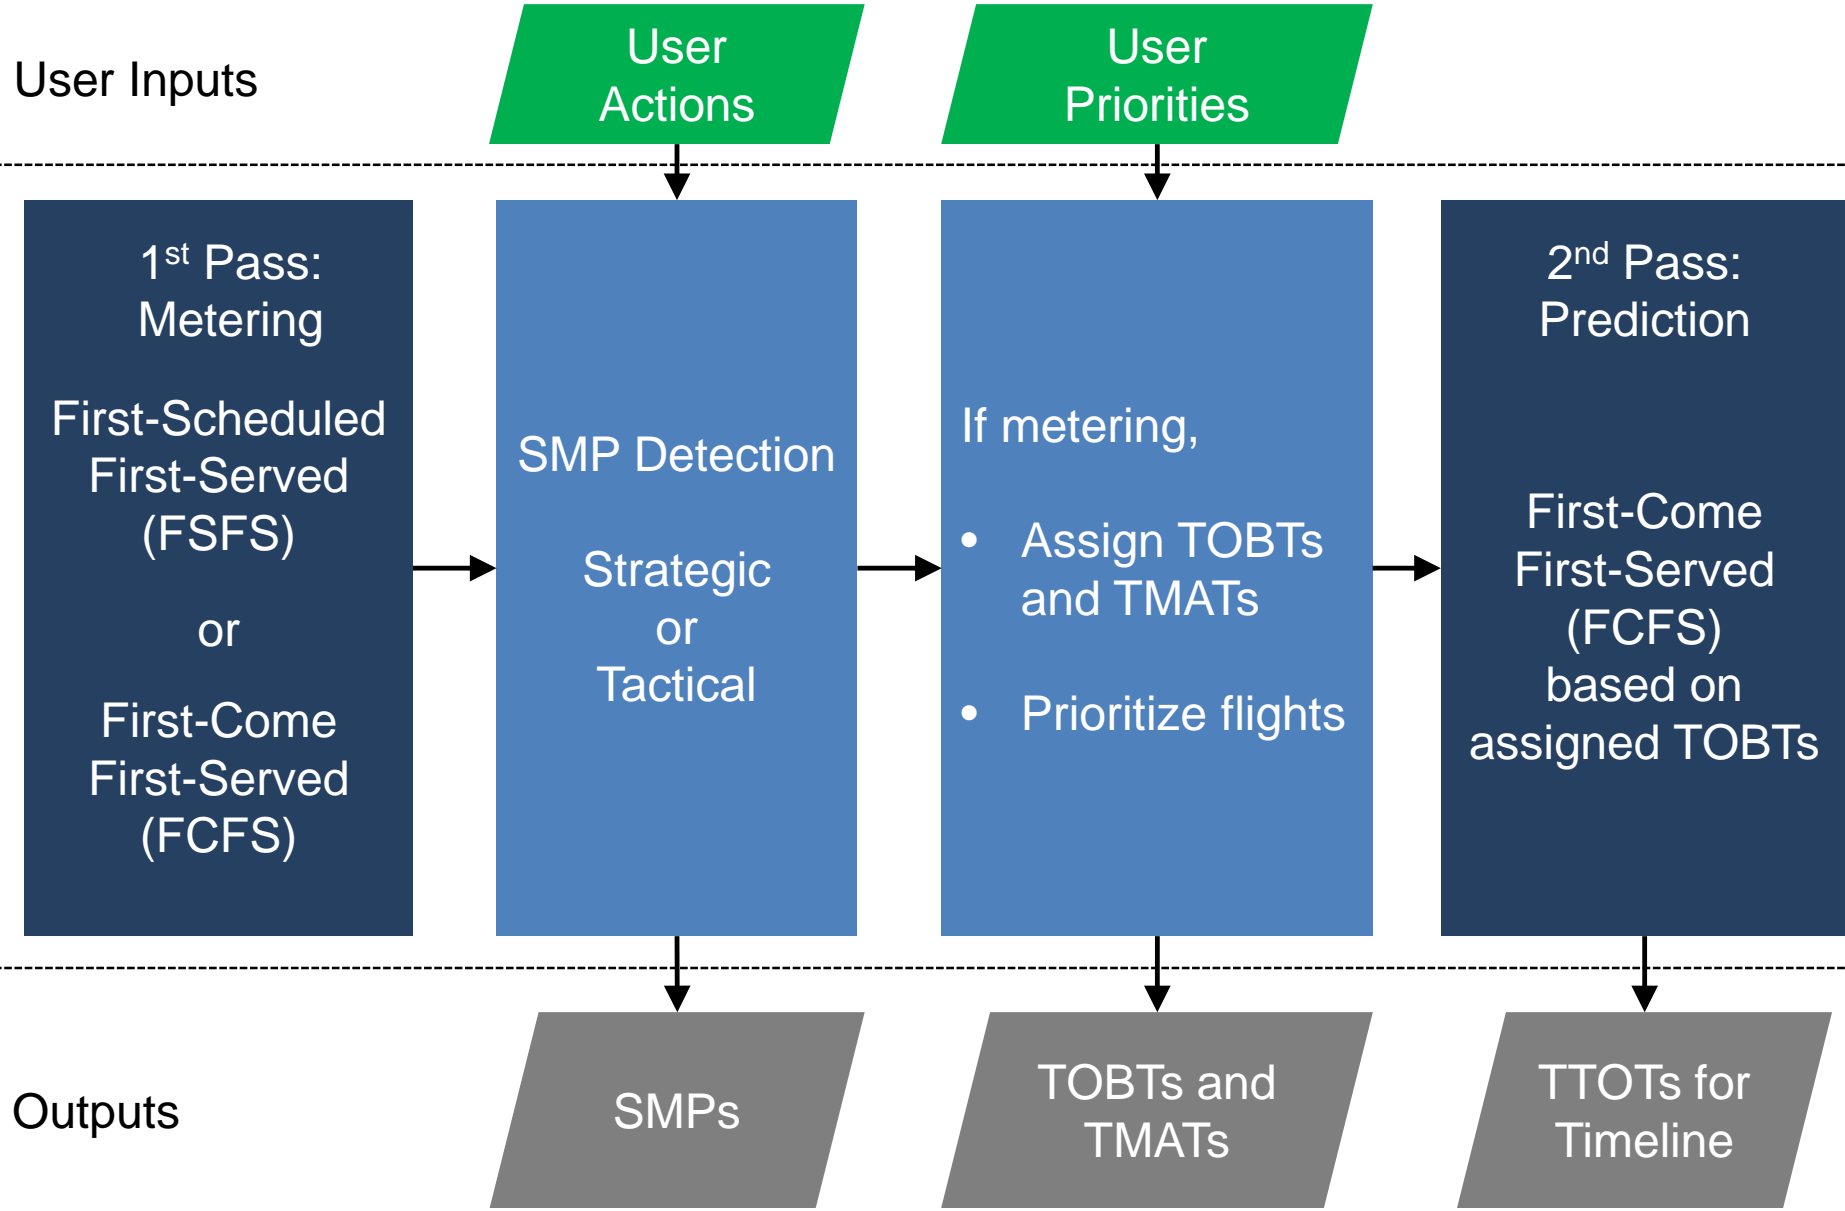 User Inputs
User
Actions
User
Priorities
1st Pass:
Metering
First-Scheduled
First-Served
(FSFS)
or
First-Come
First-Served
(FCFS)
SMP Detection
Strategic
or
Tactical
If metering,
• Assign TOBTs
and TMATs
• Prioritize flights
2nd Pass:
Prediction
First-Come
First-Served
(FCFS)
based on
assigned TOBTs
Outputs
SMPs
TOBTs and
TMATs
TTOTs for
Timeline